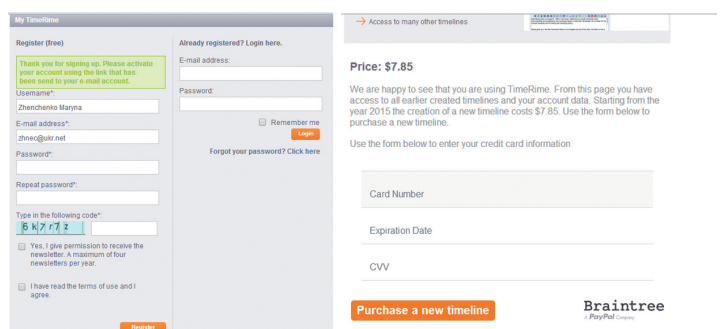 My TimeRime
Register (free)
Thank you for signing up. Please activate
your account using the link that has
been send to your e-mail account.
Username*:
Zhenchenko Maryna
E-mail address*:
zhnec@ukr.net
Password*:
Repeat password*:
Type in the following code*:
6 k 7 r 7 z
Yes, I give permission to receive the
newsletter. A maximum of four
newsletters per year.
I have read the terms of use and I
agree.
Register
Already registered? Login here.
E-mail address:
Password:
Remember me
Login
Forgot your password? Click here
Access to many other timelines
Price: $7.85
We are happy to see that you are using TimeRime. From this page you have
access to all earlier created timelines and your account data. Starting from the
year 2015 the creation of a new timeline costs $7.85. Use the form below to
purchase a new timeline.
Use the form below to enter your credit card information
Card Number
Expiration Date
CVV
Purchase a new timeline
Braintree
A PayPal Company